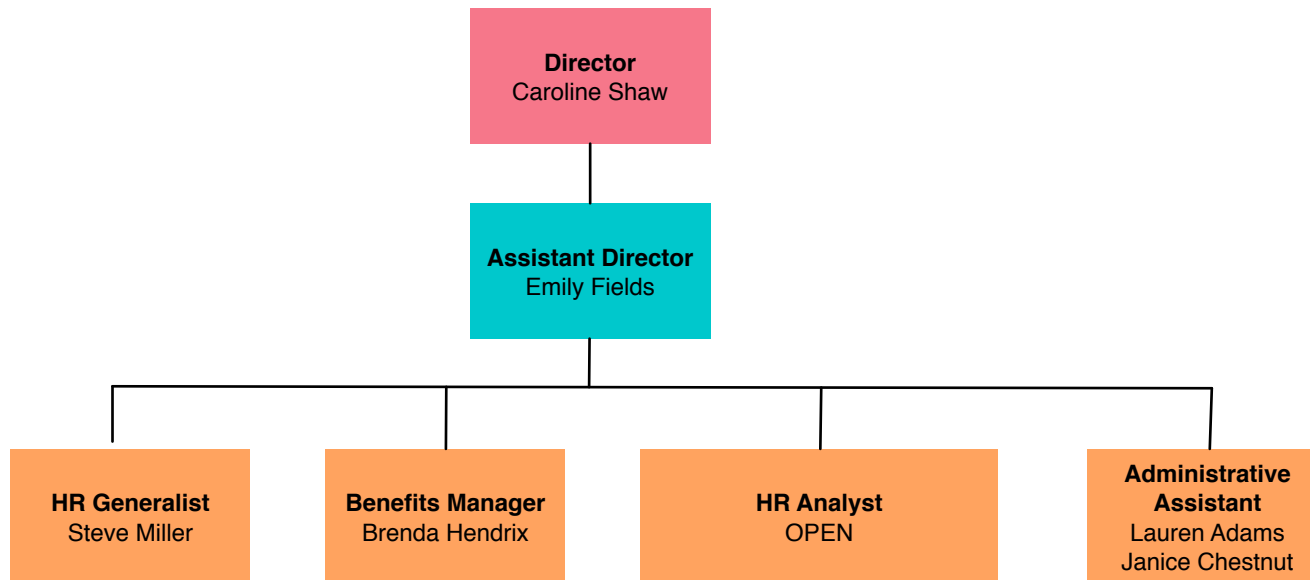 Director
Caroline Shaw
Assistant Director
Emily Fields
HR Generalist
Steve Miller
Benefits Manager
Brenda Hendrix
HR Analyst
OPEN
Administrative
Assistant
Lauren Adams
Janice Chestnut